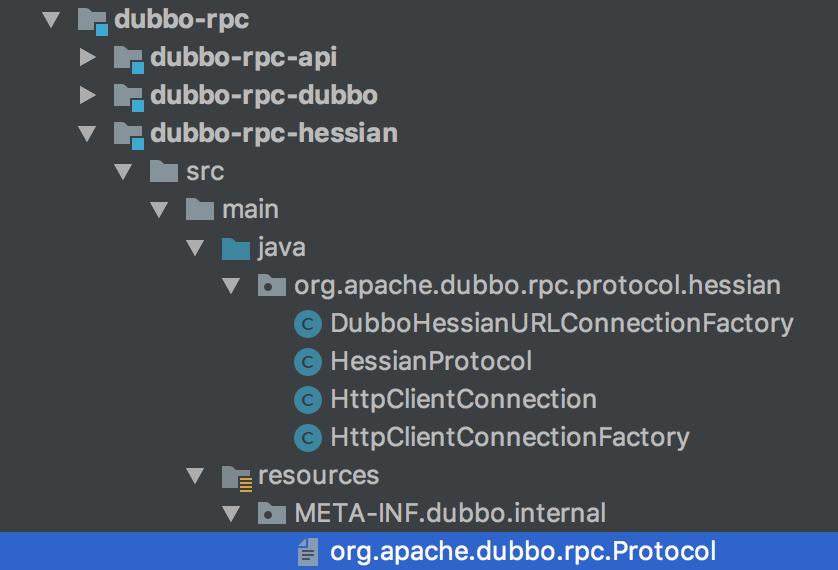 dubbo-rpc
dubbo-rpc-api
dubbo-rpc-dubbo
dubbo-rpc-hessian
src
main
java
org.apache.dubbo.rpc.protocol.hessian
C DubboHessianURLConnectionFactory
C HessianProtocol
C HttpClientConnection
C HttpClientConnectionFactory
resources
META-INF.dubbo.internal
org.apache.dubbo.rpc.Protocol